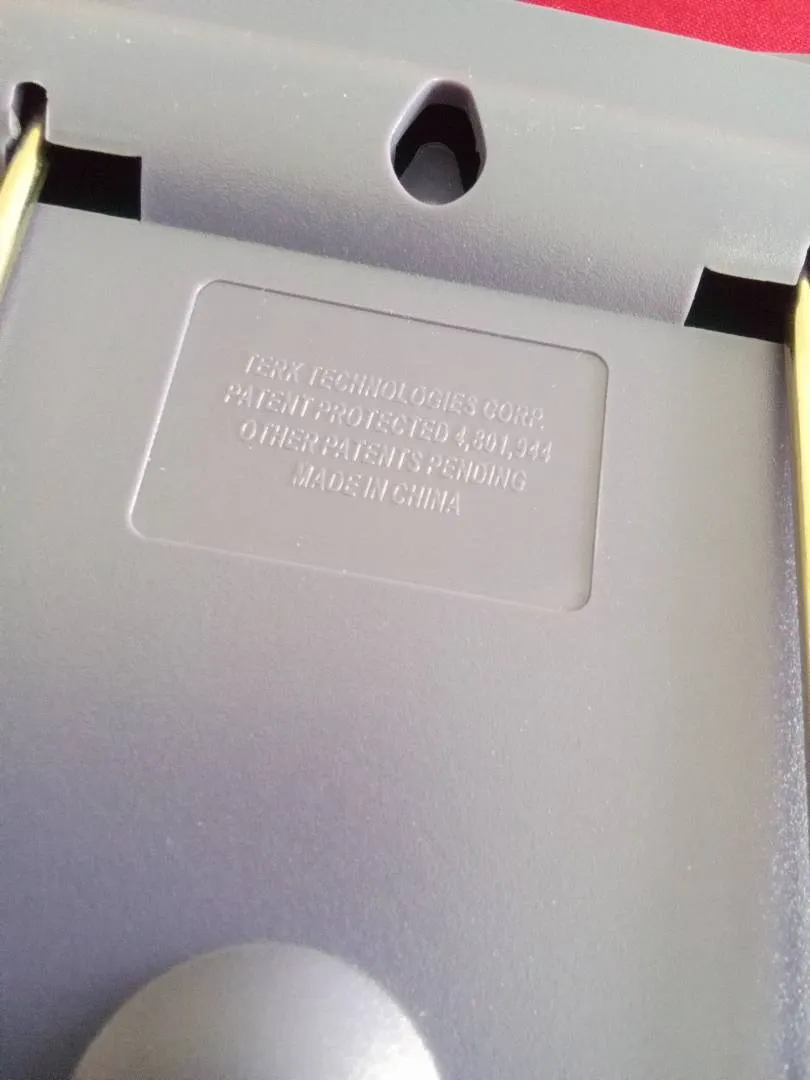 TERK TECHNOLOGIES CORP.
PATENT PROTECTED 4,801,944
OTHER PATENTS PENDING
MADE IN CHINA